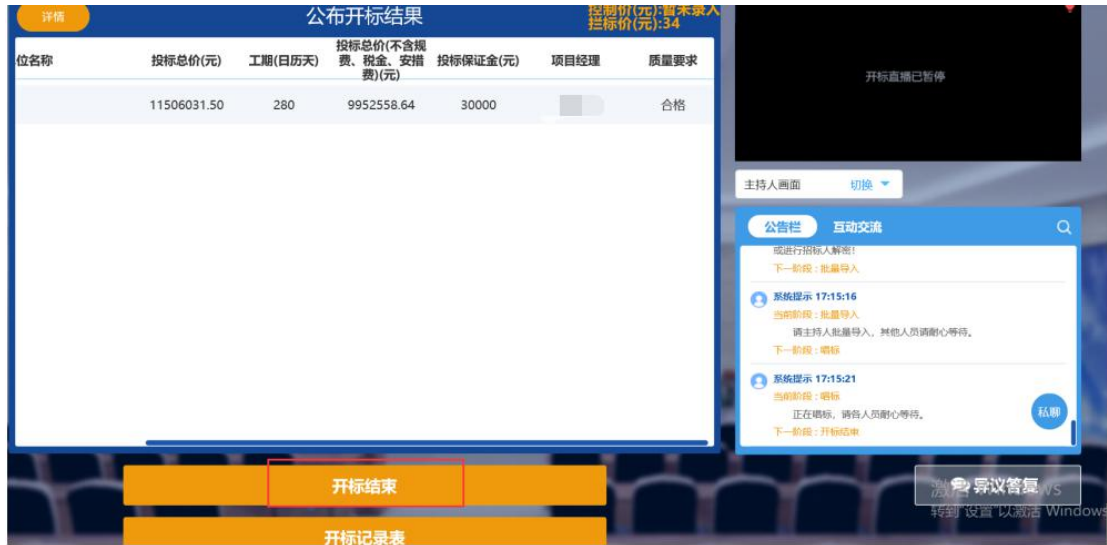 详情
公布开标结果
控制价(元):暂未录入
拦标价(元):34
位名称 投标总价(元) 工期(日历天) 投标总价(不含规费、税金、安措费)(元) 投标保证金(元) 项目经理 质量要求
11506031.50 280 9952558.64 30000 合格
开标直播已暂停
主持人画面 切换
公告栏 互动交流
或进行招标人解密!
下一阶段:批量导入
系统提示 17:15:16
当前阶段:批量导入
请主持人批量导入,其他人员请耐心等待。
下一阶段:唱标
系统提示 17:15:21
当前阶段:唱标
正在唱标,请各人员耐心等待。
下一阶段:开标结束
私聊
开标结束
异议答复
激活 Windows
转到"设置"以激活 Windows
开标记录表